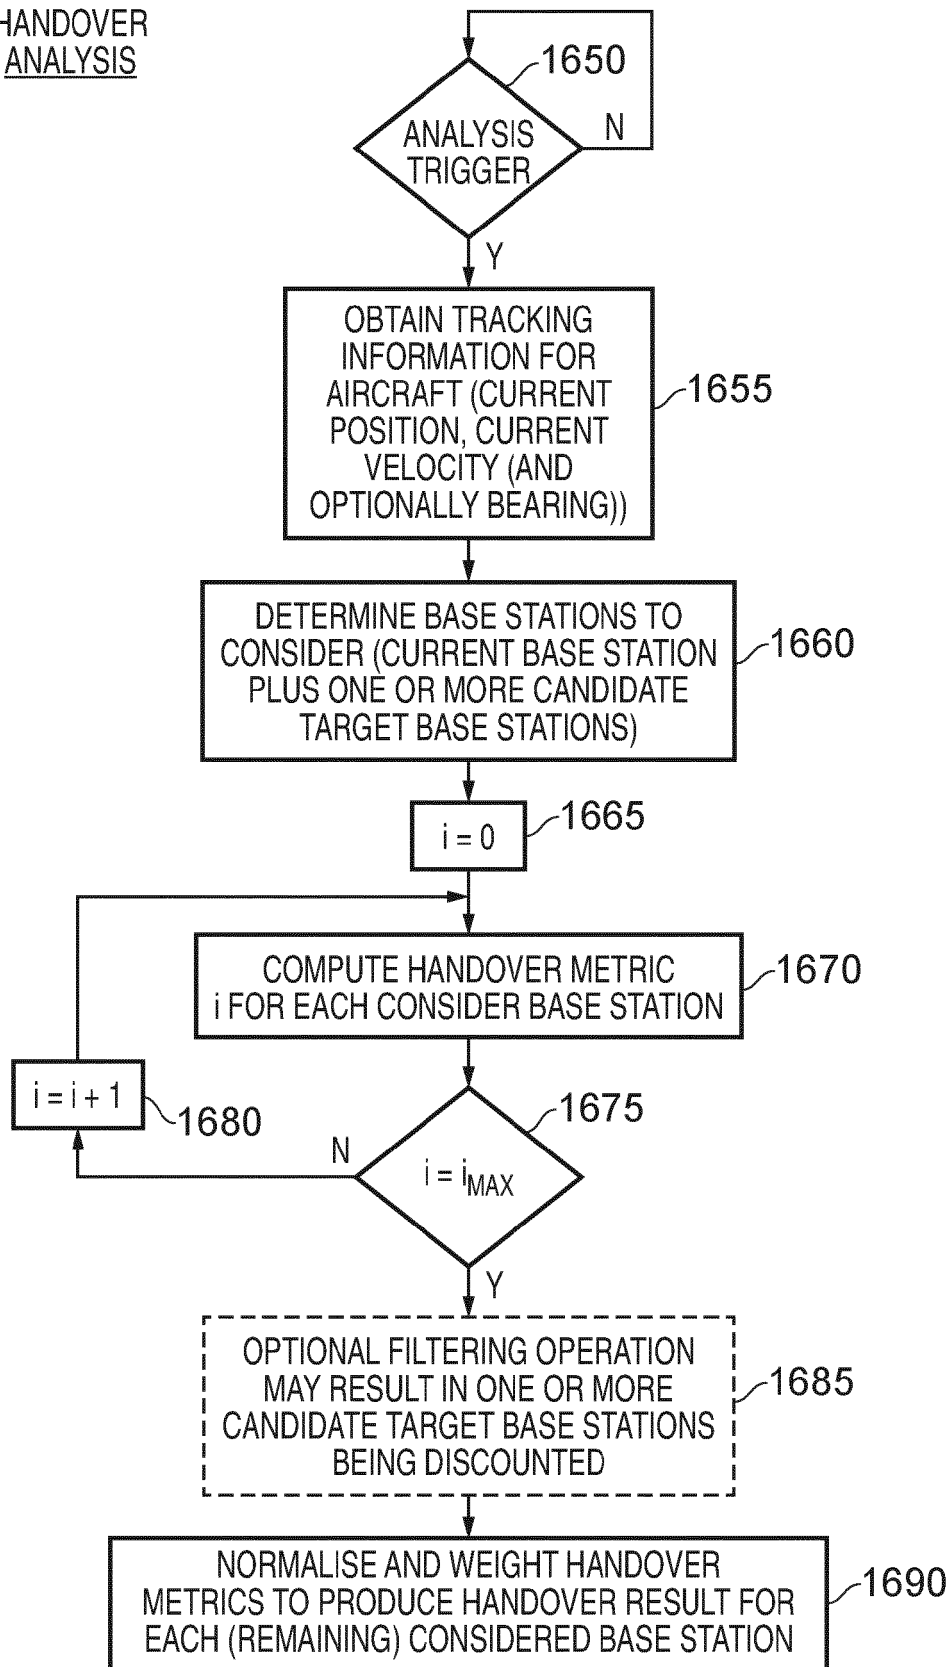 HANDOVER
ANALYSIS
1650
ANALYSIS
TRIGGER
N
Y
OBTAIN TRACKING
INFORMATION FOR
AIRCRAFT (CURRENT
POSITION, CURRENT
VELOCITY (AND
OPTIONALLY BEARING))
1655
DETERMINE BASE STATIONS TO
CONSIDER (CURRENT BASE STATION
PLUS ONE OR MORE CANDIDATE
TARGET BASE STATIONS)
1660
i = 0
1665
COMPUTE HANDOVER METRIC
i FOR EACH CONSIDER BASE STATION
1670
i = i + 1
1680
1675
N
i = iMAX
Y
OPTIONAL FILTERING OPERATION
MAY RESULT IN ONE OR MORE
CANDIDATE TARGET BASE STATIONS
BEING DISCOUNTED
1685
NORMALISE AND WEIGHT HANDOVER
METRICS TO PRODUCE HANDOVER RESULT FOR
EACH (REMAINING) CONSIDERED BASE STATION
1690